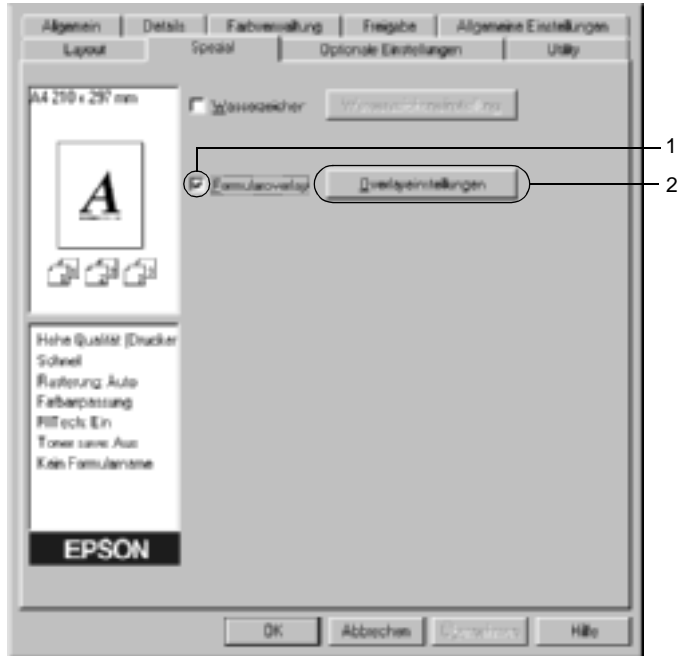 Allgemein Details Farbverwaltung Freigabe Allgemeine Einstellungen
Layout Spezial Optionale Einstellungen Utility
A4 210 x 297 mm
Wasserzeichen
Formularoverlay Overlayeinstellungen
1
2
A
Hohe Qualität (Drucker
Schnell
Rasterung: Auto
Farbanpassung
RITech: Ein
Toner save: Aus
Kein Formularname
EPSON
OK Abbrechen Hilfe